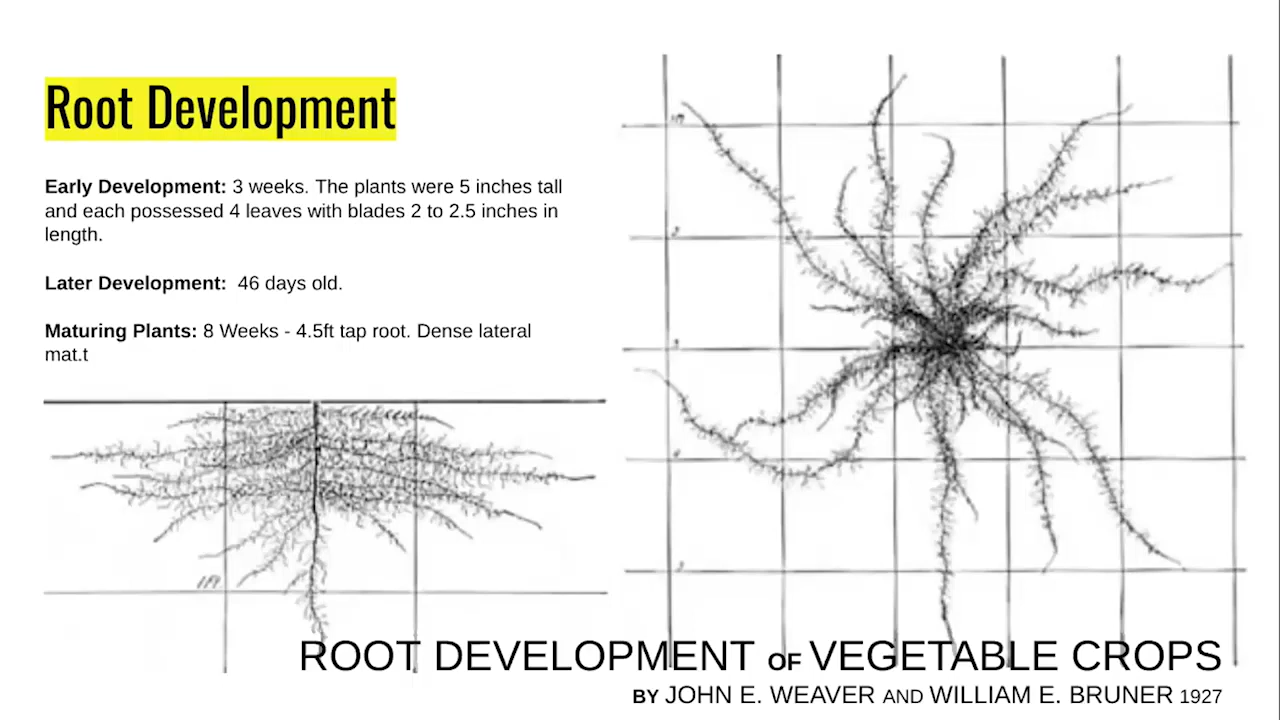 Root Development
Early Development: 3 weeks. The plants were 5 inches tall
and each possessed 4 leaves with blades 2 to 2.5 inches in
length.
Later Development:  46 days old.
Maturing Plants: 8 Weeks - 4.5ft tap root. Dense lateral
mat.t
ROOT DEVELOPMENT OF VEGETABLE CROPS
BY JOHN E. WEAVER AND WILLIAM E. BRUNER 1927